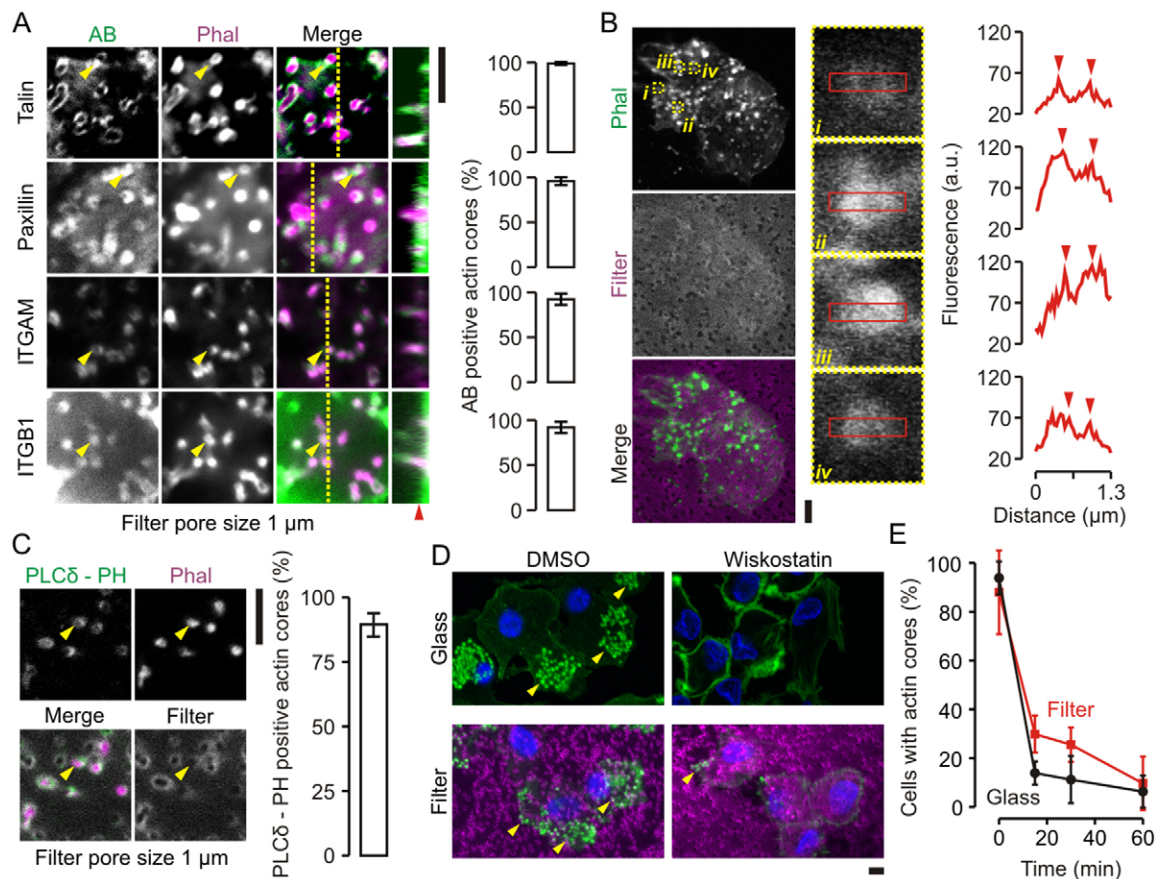 A
AB
Phal
Merge
Talin
Paxillin
ITGAM
ITGB1
Filter pore size 1 µm
AB positive actin cores (%)
100
50
0
100
50
0
100
50
0
100
50
0
B
Phal
Filter
Merge
i
ii
iii
iv
i
ii
iii
iv
Fluorescence (a.u.)
120
70
20
120
70
20
120
70
20
120
70
20
0
1.3
Distance (µm)
C
PLCδ - PH
Phal
Merge
Filter
Filter pore size 1 µm
PLCδ - PH positive actin cores (%)
100
75
50
25
0
D
DMSO
Wiskostatin
Glass
Filter
E
Cells with actin cores (%)
100
80
60
40
20
0
Filter
Glass
0
20
40
60
Time (min)